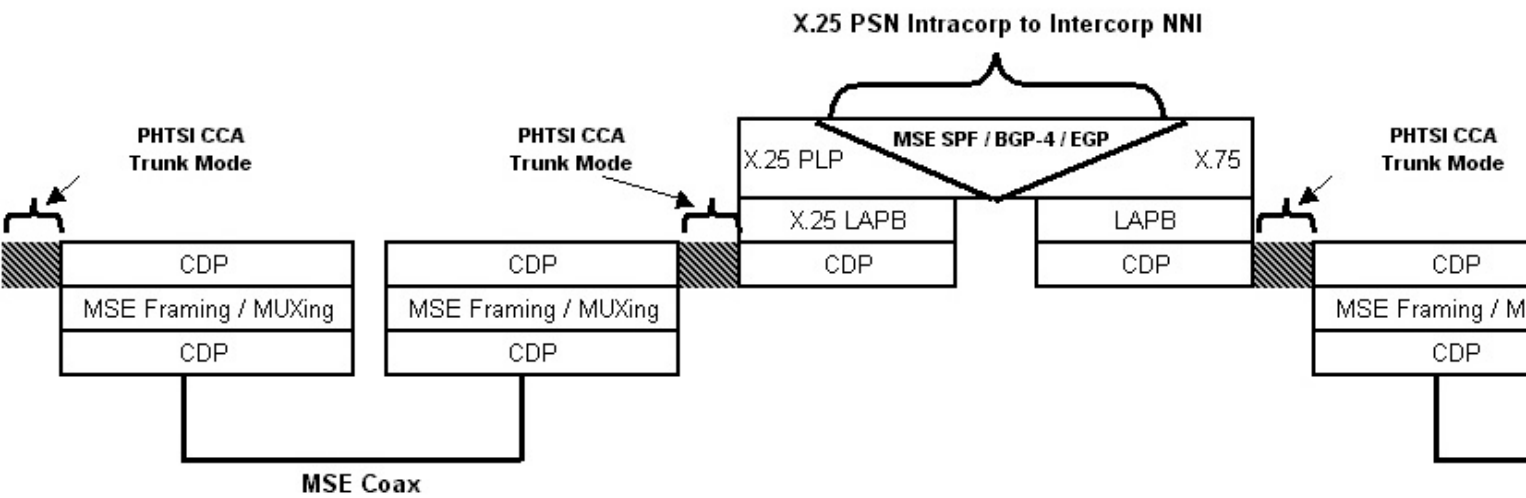 X.25 PSN Intracorp to Intercorp NNI
PHTSI CCA
Trunk Mode
PHTSI CCA
Trunk Mode
PHTSI CCA
Trunk Mode
MSE SPF / BGP-4 / EGP
X.25 PLP
X.75
X.25 LAPB
LAPB
CDP
CDP
CDP
CDP
CDP
MSE Framing / MUXing
MSE Framing / MUXing
MSE Framing / M
CDP
CDP
CDP
MSE Coax